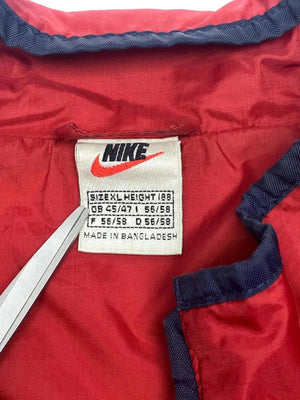 NIKE
SIZE XL HEIGHT 188
GB 45/47 I 56/58
F 56/58 D 56/58
MADE IN BANGLADESH